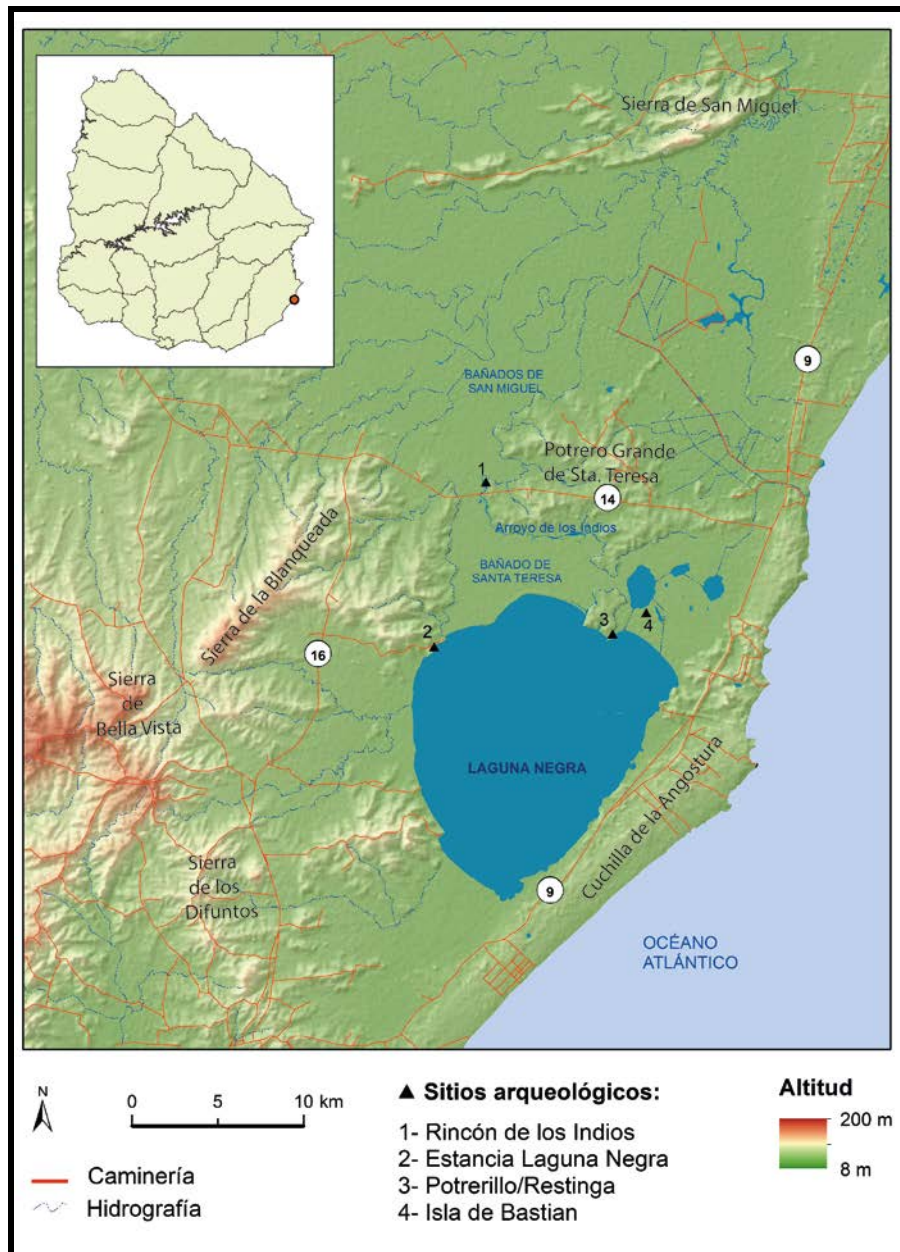 Sierra de San Miguel
9
BAÑADOS DE
SAN MIGUEL
Potrero Grande
de Sta. Teresa
1
14
Arroyo de los Indios
BAÑADO DE
SANTA TERESA
Sierra de la Blanqueada
3
4
2
16
Sierra
de
Bella Vista
LAGUNA NEGRA
Cuchilla de la Angostura
Sierra
de los
Difuntos
9
OCÉANO
ATLÁNTICO
N
0 5 10 km
Caminería
Hidrografía
Sitios arqueológicos:
1- Rincón de los Indios
2- Estancia Laguna Negra
3- Potrerillo/Restinga
4- Isla de Bastian
Altitud
200 m
8 m